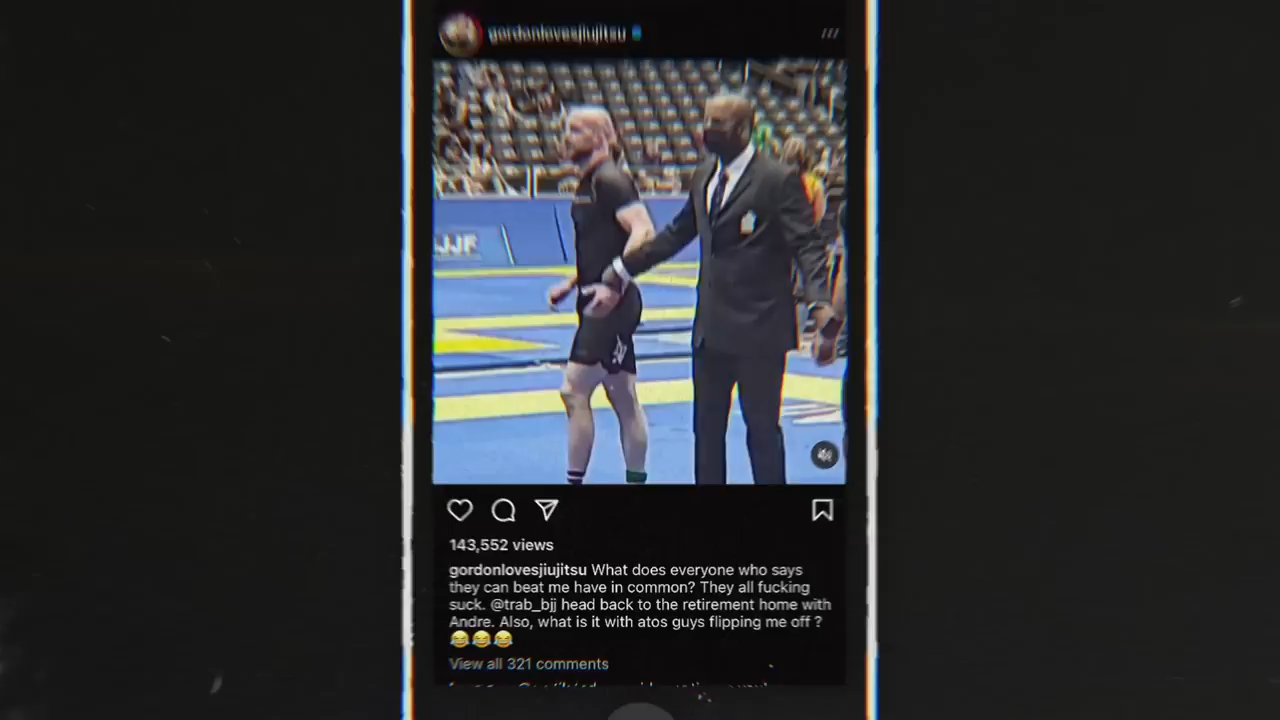 gordonlovesjiujitsu
JJF
143,552 views
gordonlovesjiujitsu What does everyone who says
they can beat me have in common? They all fucking
suck. @trab_bjj head back to the retirement home with
Andre. Also, what is it with atos guys flipping me off ?
😂😂😂
View all 321 comments